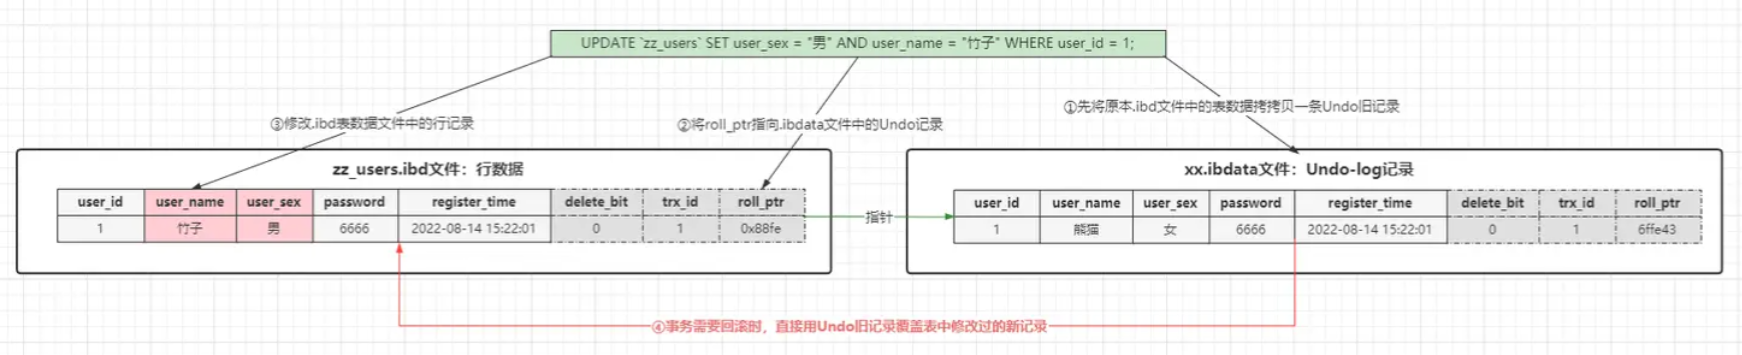 UPDATE `zz_users` SET user_sex = "男" AND user_name = "竹子" WHERE user_id = 1;
①先将原本.ibd文件中的表数据拷拷贝一条Undo旧记录
③修改.ibd表数据文件中的行记录
②将roll_ptr指向.ibdata文件中的Undo记录
zz_users.ibd文件：行数据
user_id user_name user_sex password register_time delete_bit trx_id roll_ptr
1 竹子 男 6666 2022-08-14 15:22:01 0 1 0x88fe
指针
xx.ibdata文件：Undo-log记录
user_id user_name user_sex password register_time delete_bit trx_id roll_ptr
1 熊猫 女 6666 2022-08-14 15:22:01 0 1 6ffe43
④事务需要回滚时，直接用Undo旧记录覆盖表中修改过的新记录